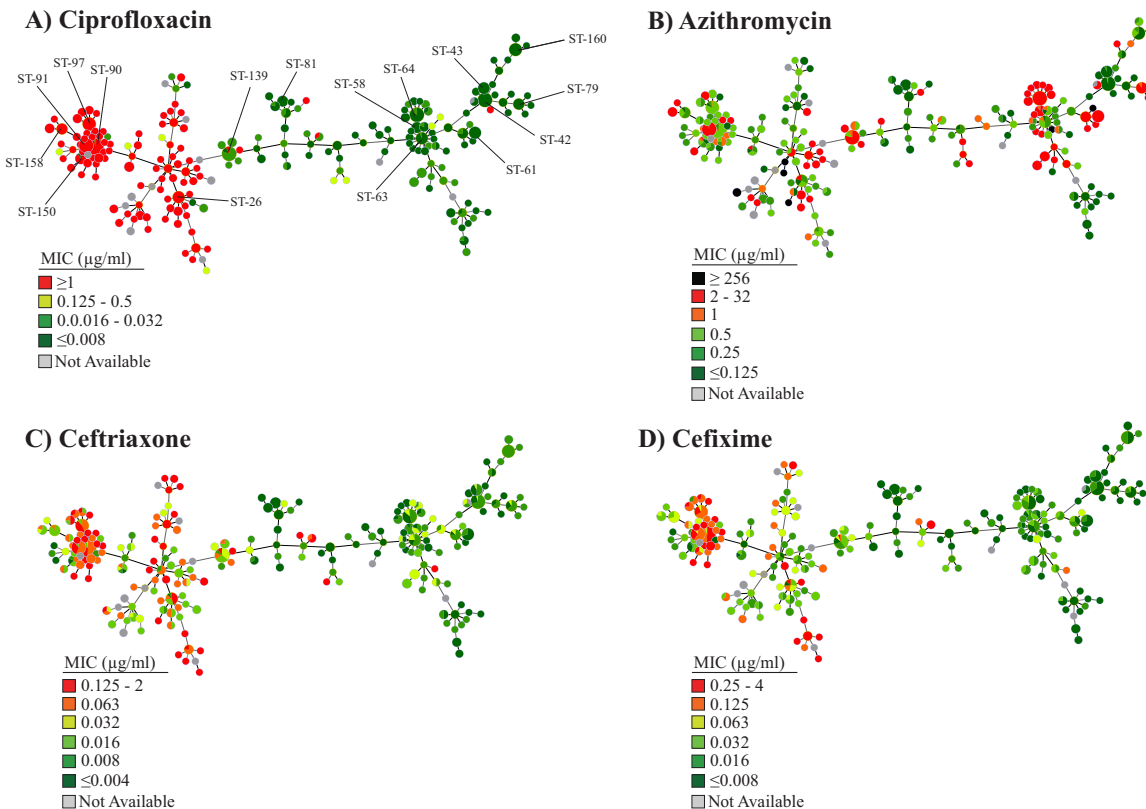 A) Ciprofloxacin
B) Azithromycin
ST-160
ST-43
ST-97
ST-90
ST-91
ST-139
ST-81
ST-64
ST-58
ST-79
ST-42
ST-158
ST-61
ST-150
ST-26
ST-63
MIC (µg/ml)
≥1
0.125 - 0.5
0.0.016 - 0.032
≤0.008
Not Available
MIC (µg/ml)
≥ 256
2 - 32
1
0.5
0.25
≤0.125
Not Available
C) Ceftriaxone
D) Cefixime
MIC (µg/ml)
0.125 - 2
0.063
0.032
0.016
0.008
≤0.004
Not Available
MIC (µg/ml)
0.25 - 4
0.125
0.063
0.032
0.016
≤0.008
Not Available